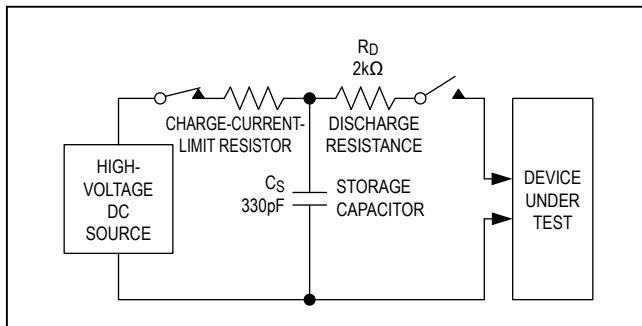 RD
2kΩ
CHARGE-CURRENT-
LIMIT RESISTOR
DISCHARGE
RESISTANCE
HIGH-
VOLTAGE
DC
SOURCE
CS
330pF
STORAGE
CAPACITOR
DEVICE
UNDER
TEST